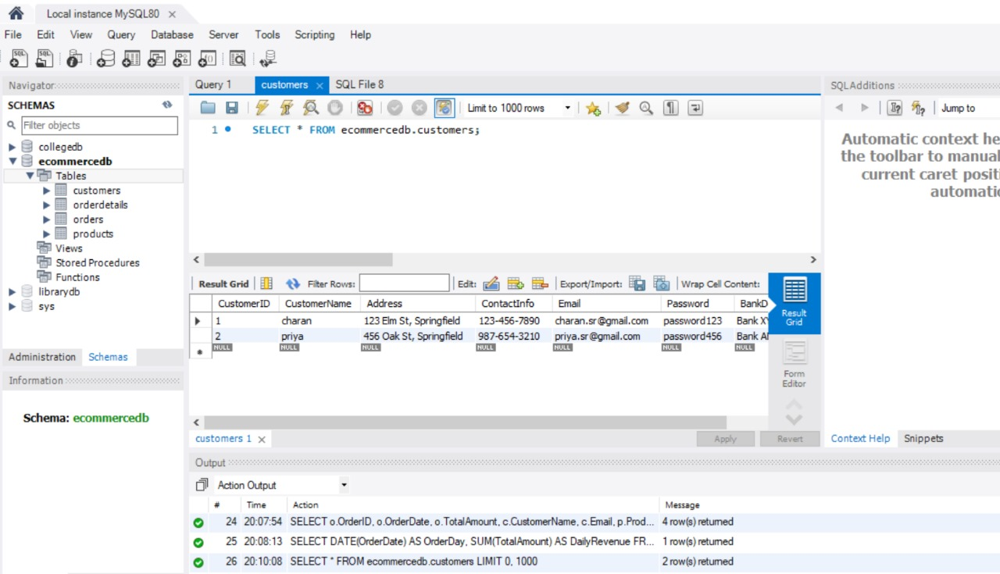 Local instance MySQL80
File Edit View Query Database Server Tools Scripting Help
Navigator
SCHEMAS
Filter objects
collegedb
ecommercedb
Tables
customers
orderdetails
orders
products
Views
Stored Procedures
Functions
librarydb
sys
Administration Schemas
Information
Schema: ecommercedb
Query 1 customers SQL File 8
Limit to 1000 rows
1 SELECT * FROM ecommercedb.customers;
Result Grid Filter Rows: Edit: Export/Import: Wrap Cell Content:
CustomerID CustomerName Address ContactInfo Email Password BankD
1 charan 123 Elm St, Springfield 123-456-7890 charan.sr@gmail.com password123 Bank XY
2 priya 456 Oak St, Springfield 987-654-3210 priya.sr@gmail.com password456 Bank
NULL NULL NULL NULL NULL NULL NULL
Result Grid
Form Editor
customers 1 Apply Revert
SQLAdditions
Jump to
Automatic context he
the toolbar to manual
current caret positi
automatic
Context Help Snippets
Output
Action Output
# Time Action Message
24 20:07:54 SELECT o.OrderID, o.OrderDate, o.TotalAmount, c.CustomerName, c.Email, p.Prod... 4 row(s) returned
25 20:08:13 SELECT DATE(OrderDate) AS OrderDay, SUM(TotalAmount) AS DailyRevenue FR... 1 row(s) returned
26 20:10:08 SELECT * FROM ecommercedb.customers LIMIT 0, 1000 2 row(s) returned